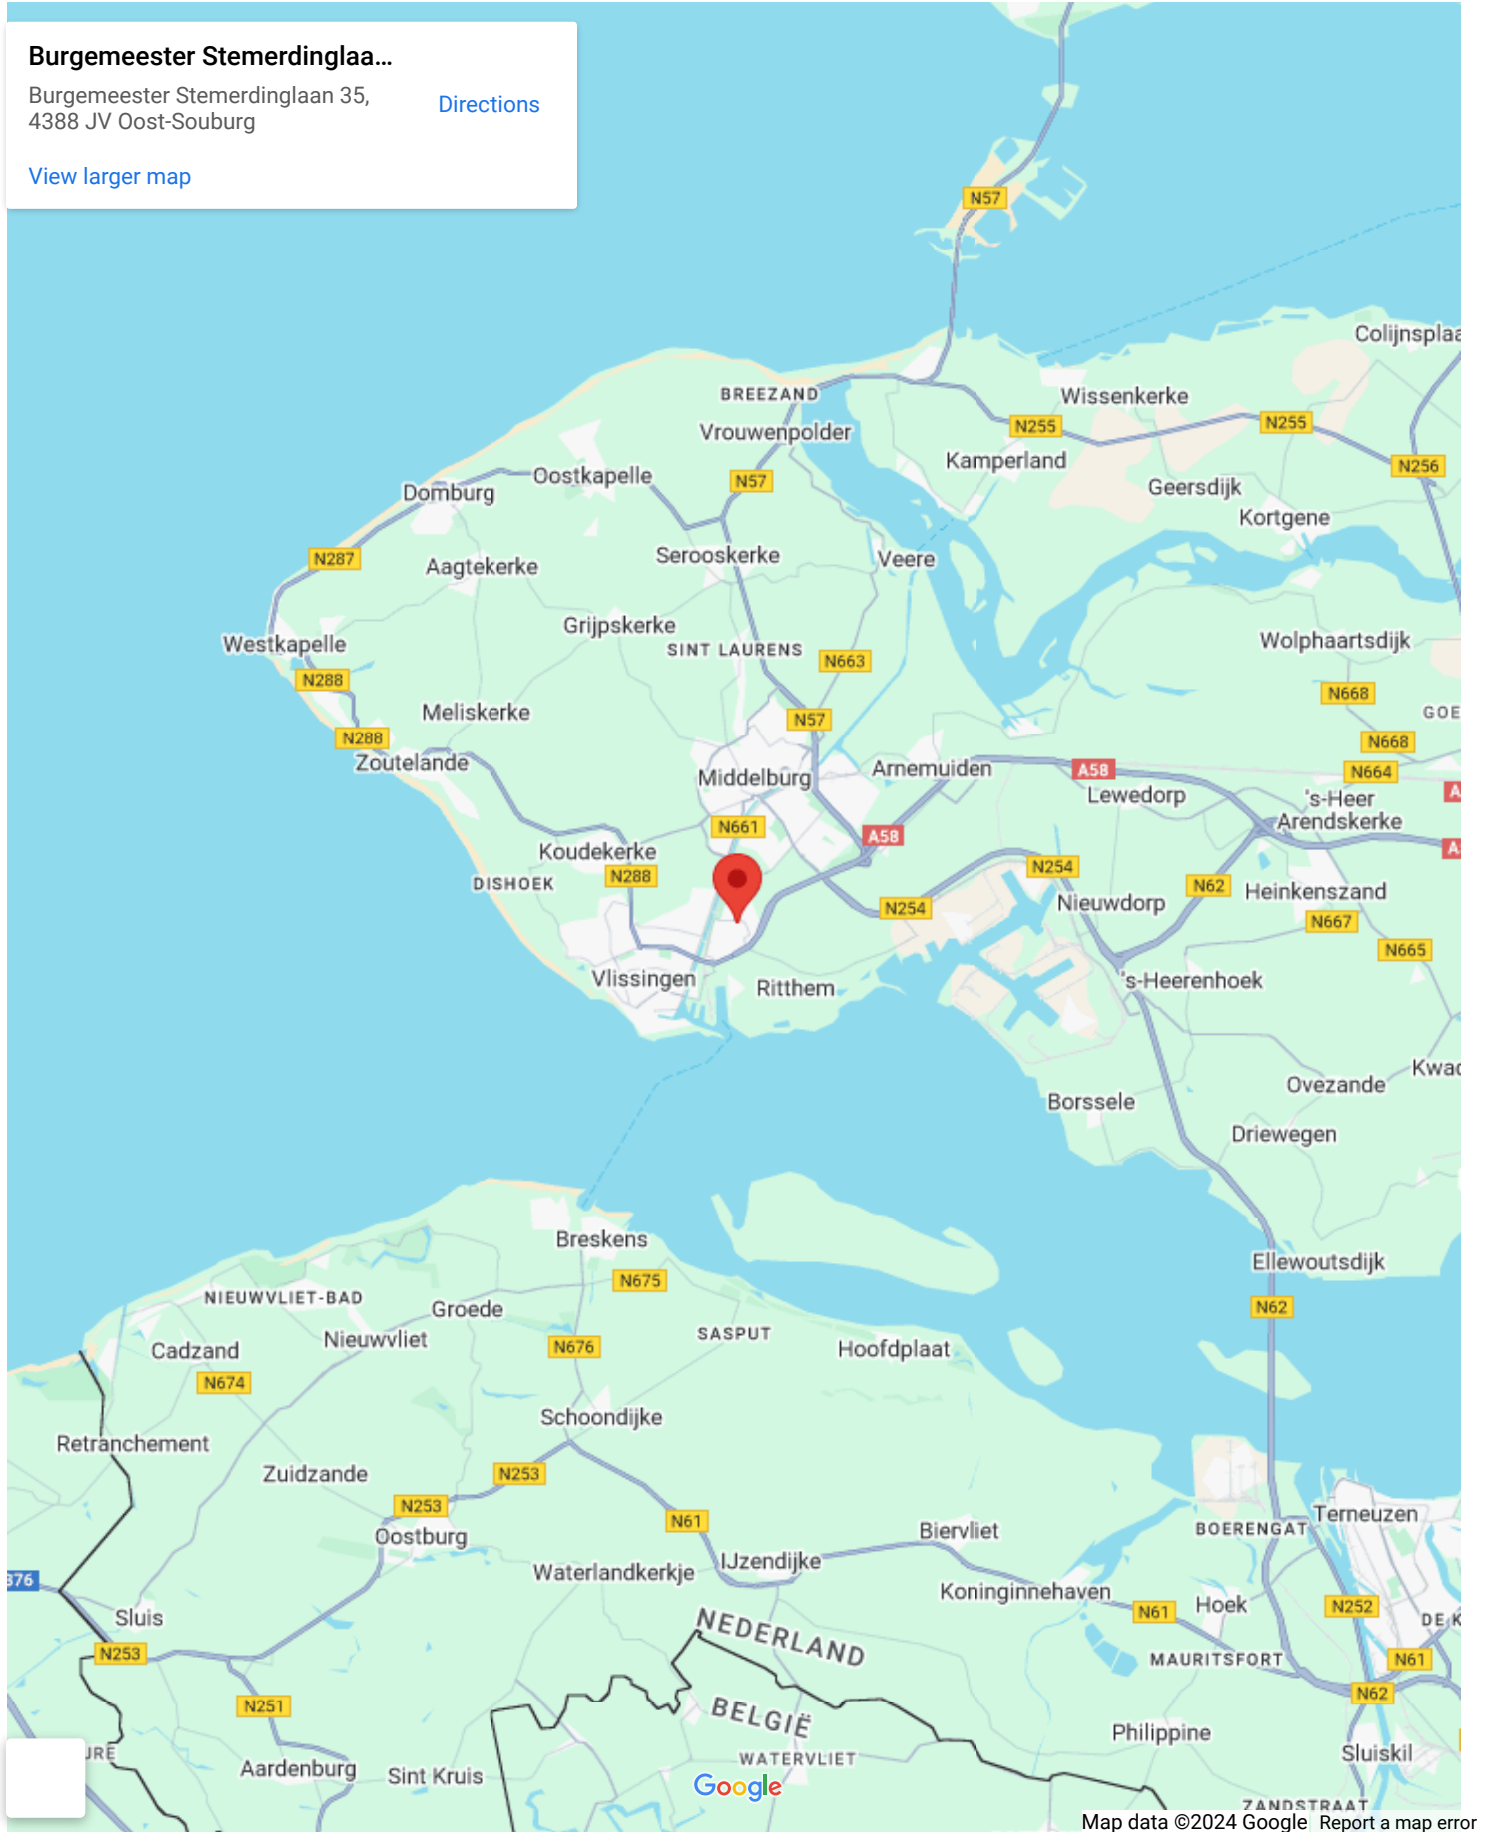 Burgemeester Stemerdinglaa...
Burgemeester Stemerdinglaan 35,
4388 JV Oost-Souburg
Directions
View larger map
N57
Colijnsplaa
BREEZAND
Wissenkerke
Vrouwenpolder
N255
N255
Kamperland
N256
Oostkapelle
N57
Domburg
Geersdijk
Kortgene
N287
Aagtekerke
Serooskerke
Veere
Grijpskerke
Westkapelle
SINT LAURENS
N663
Wolphaartsdijk
N288
N668
Meliskerke
N57
GOE
N288
N668
Zoutelande
Middelburg
Arnemuiden
A58
N664
Lewedorp
's-Heer
Arendskerke
A
N661
A58
A
Koudekerke
N288
DISHOEK
N254
N62
Heinkenszand
Nieuwdorp
N254
N667
N665
Vlissingen
Ritthem
's-Heerenhoek
Kwad
Ovezande
Borssele
Driewegen
Breskens
Ellewoutsdijk
N675
NIEUWVLIET-BAD
Groede
N62
Nieuwvliet
SASPUT
Cadzand
N676
Hoofdplaat
N674
Schoondijke
Retranchement
Zuidzande
N253
N253
Terneuzen
N61
Oostburg
Biervliet
BOERENGAT
IJzendijke
Waterlandkerkje
376
Koninginnehaven
Sluis
N61
Hoek
N252
DE K
NEDERLAND
N253
MAURITSFORT
N61
N251
N62
BELGIË
Philippine
URE
Aardenburg
Sint Kruis
WATERVLIET
Sluiskil
Google
ZANDSTRAAT
Map data ©2024 Google
Report a map error